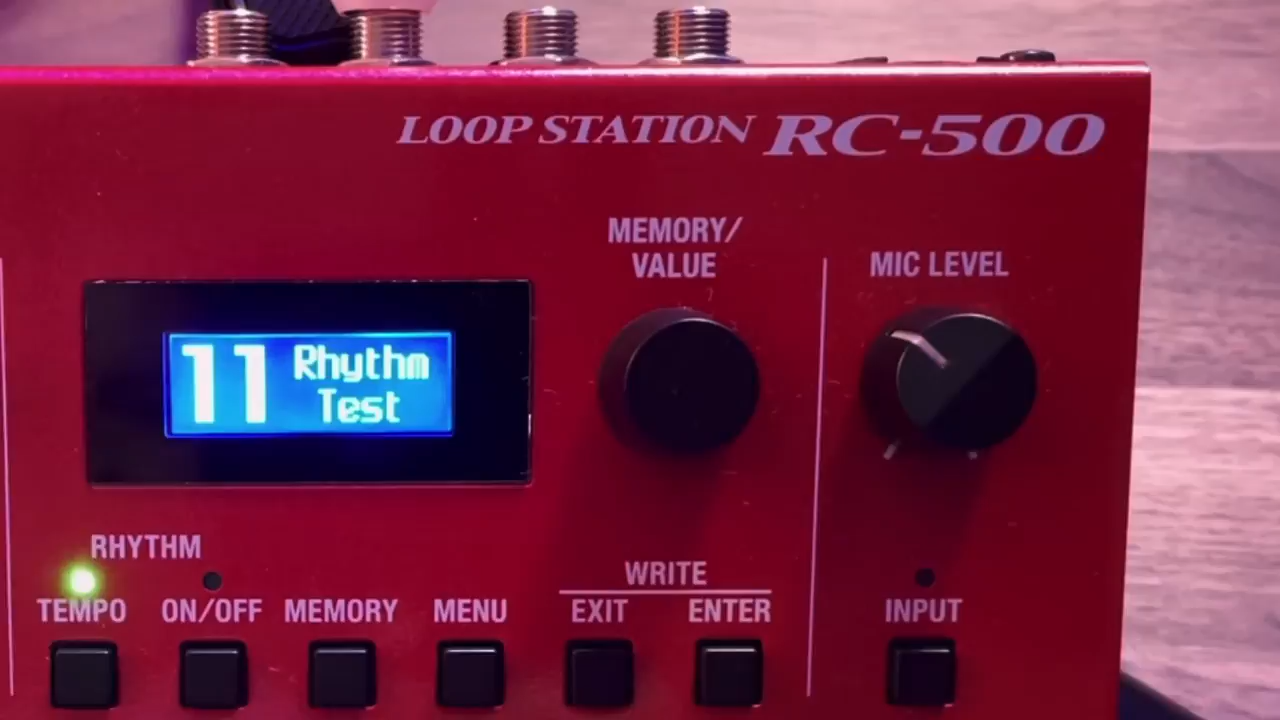 LOOP STATION RC-500
MEMORY/
VALUE
MIC LEVEL
11 Rhythm
Test
RHYTHM
WRITE
TEMPO ON/OFF MEMORY MENU EXIT ENTER INPUT